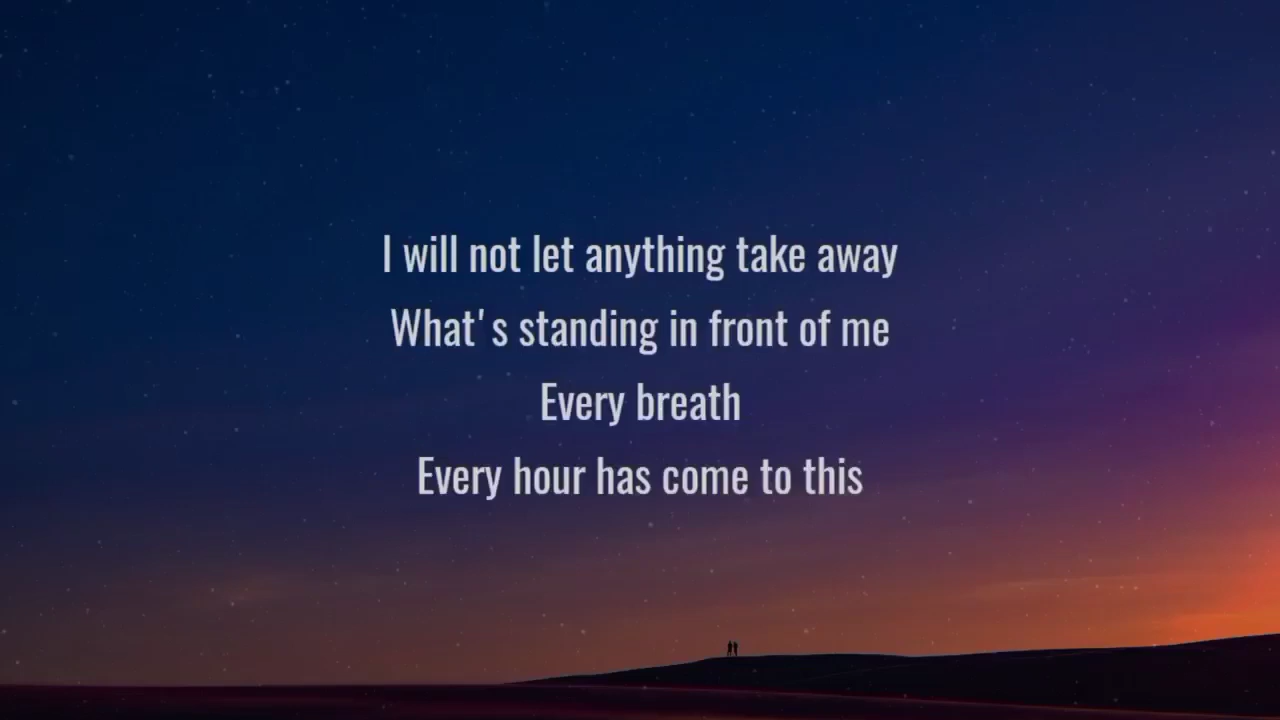 I will not let anything take away
What's standing in front of me
Every breath
Every hour has come to this